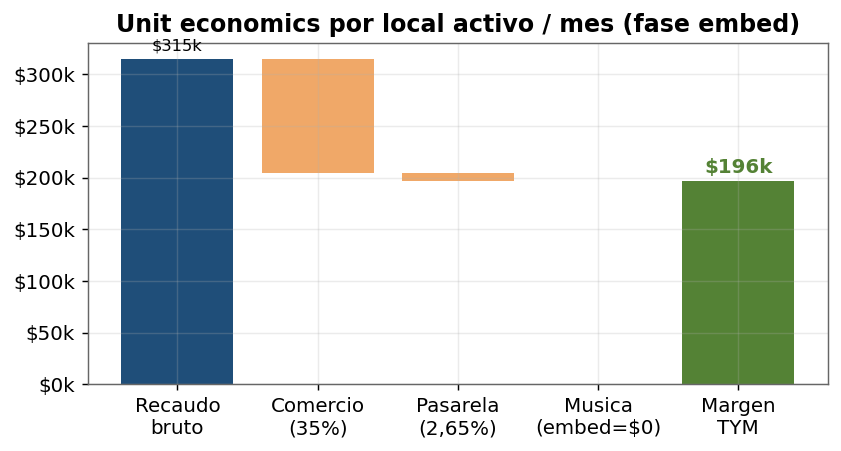 Unit economics por local activo / mes (fase embed)
$315k
$300k
$250k
$200k
$150k
$100k
$50k
$0k
$196k
Recaudo
bruto
Comercio
(35%)
Pasarela
(2,65%)
Musica
(embed=$0)
Margen
TYM